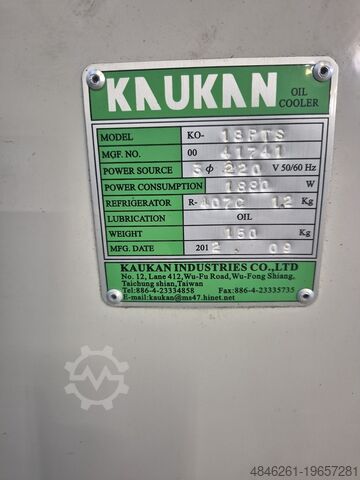 KAUKAN OIL COOLER
MODEL KO- 18PTS
MGF. NO. 00 41741
POWER SOURCE 3φ 220 V 50/60 Hz
POWER CONSUMPTION 1880 W
REFRIGERATOR R- 407C 1.2 Kg
LUBRICATION OIL
WEIGHT 150 Kg
MFG. DATE 2012 . 09
KAUKAN INDUSTRIES CO.,LTD
No. 12, Lane 412,Wu-Fu Road,Wu-Fong Shiang,
Taichung shian,Taiwan
Tel:886-4-23334858 Fax:886-4-23335735
E-mail:kaukan@ms47.hinet.net
4846261-19657281